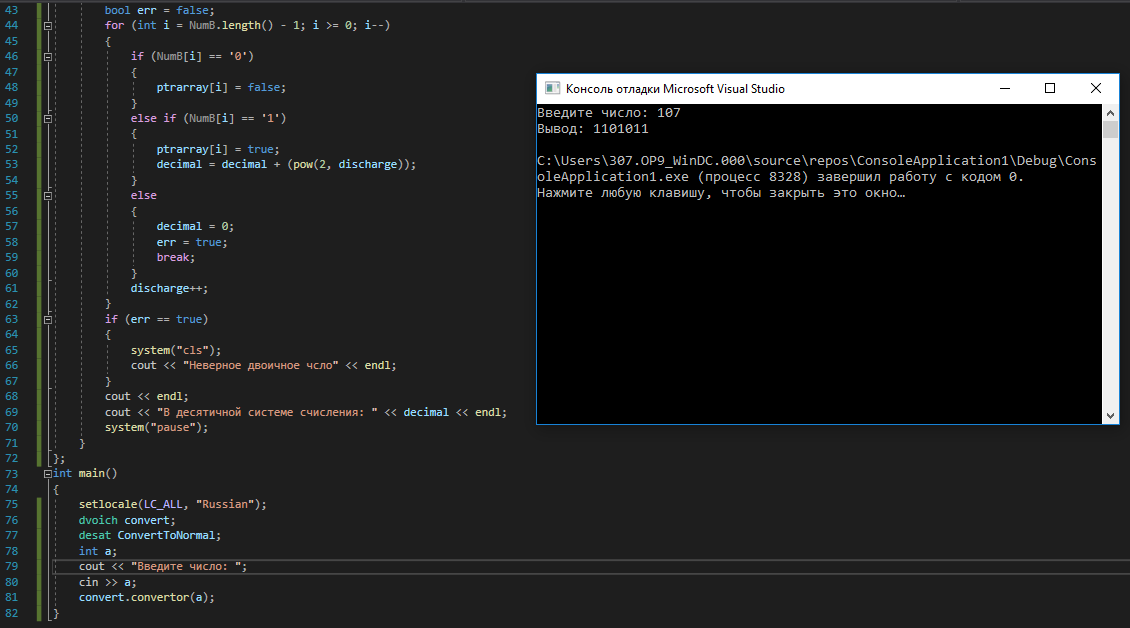 43 bool err = false;
44 for (int i = NumB.length() - 1; i >= 0; i--)
45 {
46 if (NumB[i] == '0')
47 {
48 ptrarray[i] = false;
49 }
50 else if (NumB[i] == '1')
51 {
52 ptrarray[i] = true;
53 decimal = decimal + (pow(2, discharge));
54 }
55 else
56 {
57 decimal = 0;
58 err = true;
59 break;
60 }
61 discharge++;
62 }
63 if (err == true)
64 {
65 system("cls");
66 cout << "Неверное двоичное чсло" << endl;
67 }
68 cout << endl;
69 cout << "В десятичной системе счисления: " << decimal << endl;
70 system("pause");
71 }
72 };
73 int main()
74 {
75 setlocale(LC_ALL, "Russian");
76 dvoich convert;
77 desat ConvertToNormal;
78 int a;
79 cout << "Введите число: ";
80 cin >> a;
81 convert.convertor(a);
82 }
Консоль отладки Microsoft Visual Studio
Введите число: 107
Вывод: 1101011
C:\Users\307.OP9_WinDC.000\source\repos\ConsoleApplication1\Debug\Cons
oleApplication1.exe (процесс 8328) завершил работу с кодом 0.
Нажмите любую клавишу, чтобы закрыть это окно…